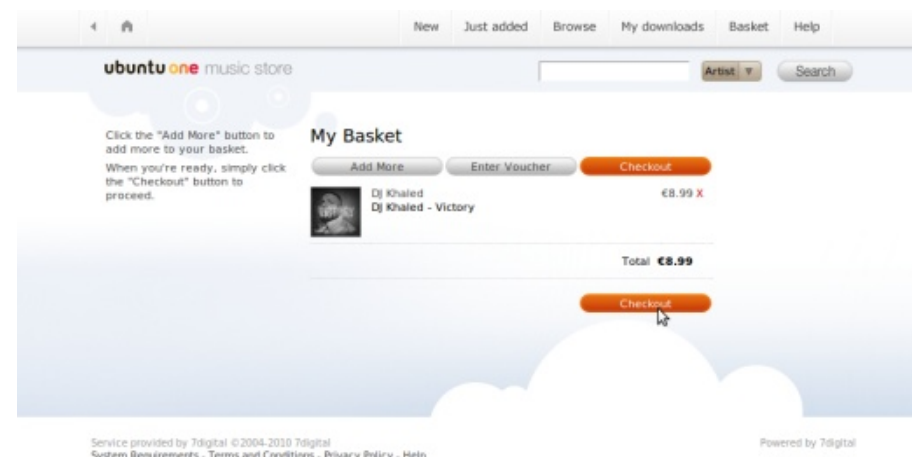 New Just added Browse My downloads Basket Help
ubuntu one music store
Artist
Search
Click the "Add More" button to
add more to your basket.
When you're ready, simply click
the "Checkout" button to
proceed.
My Basket
Add More Enter Voucher Checkout
DJ Khaled €8.99 X
DJ Khaled - Victory
Total €8.99
Checkout
Service provided by 7digital ©2004-2010 7digital
Powered by 7digital
System Requirements - Terms and Conditions - Privacy Policy - Help